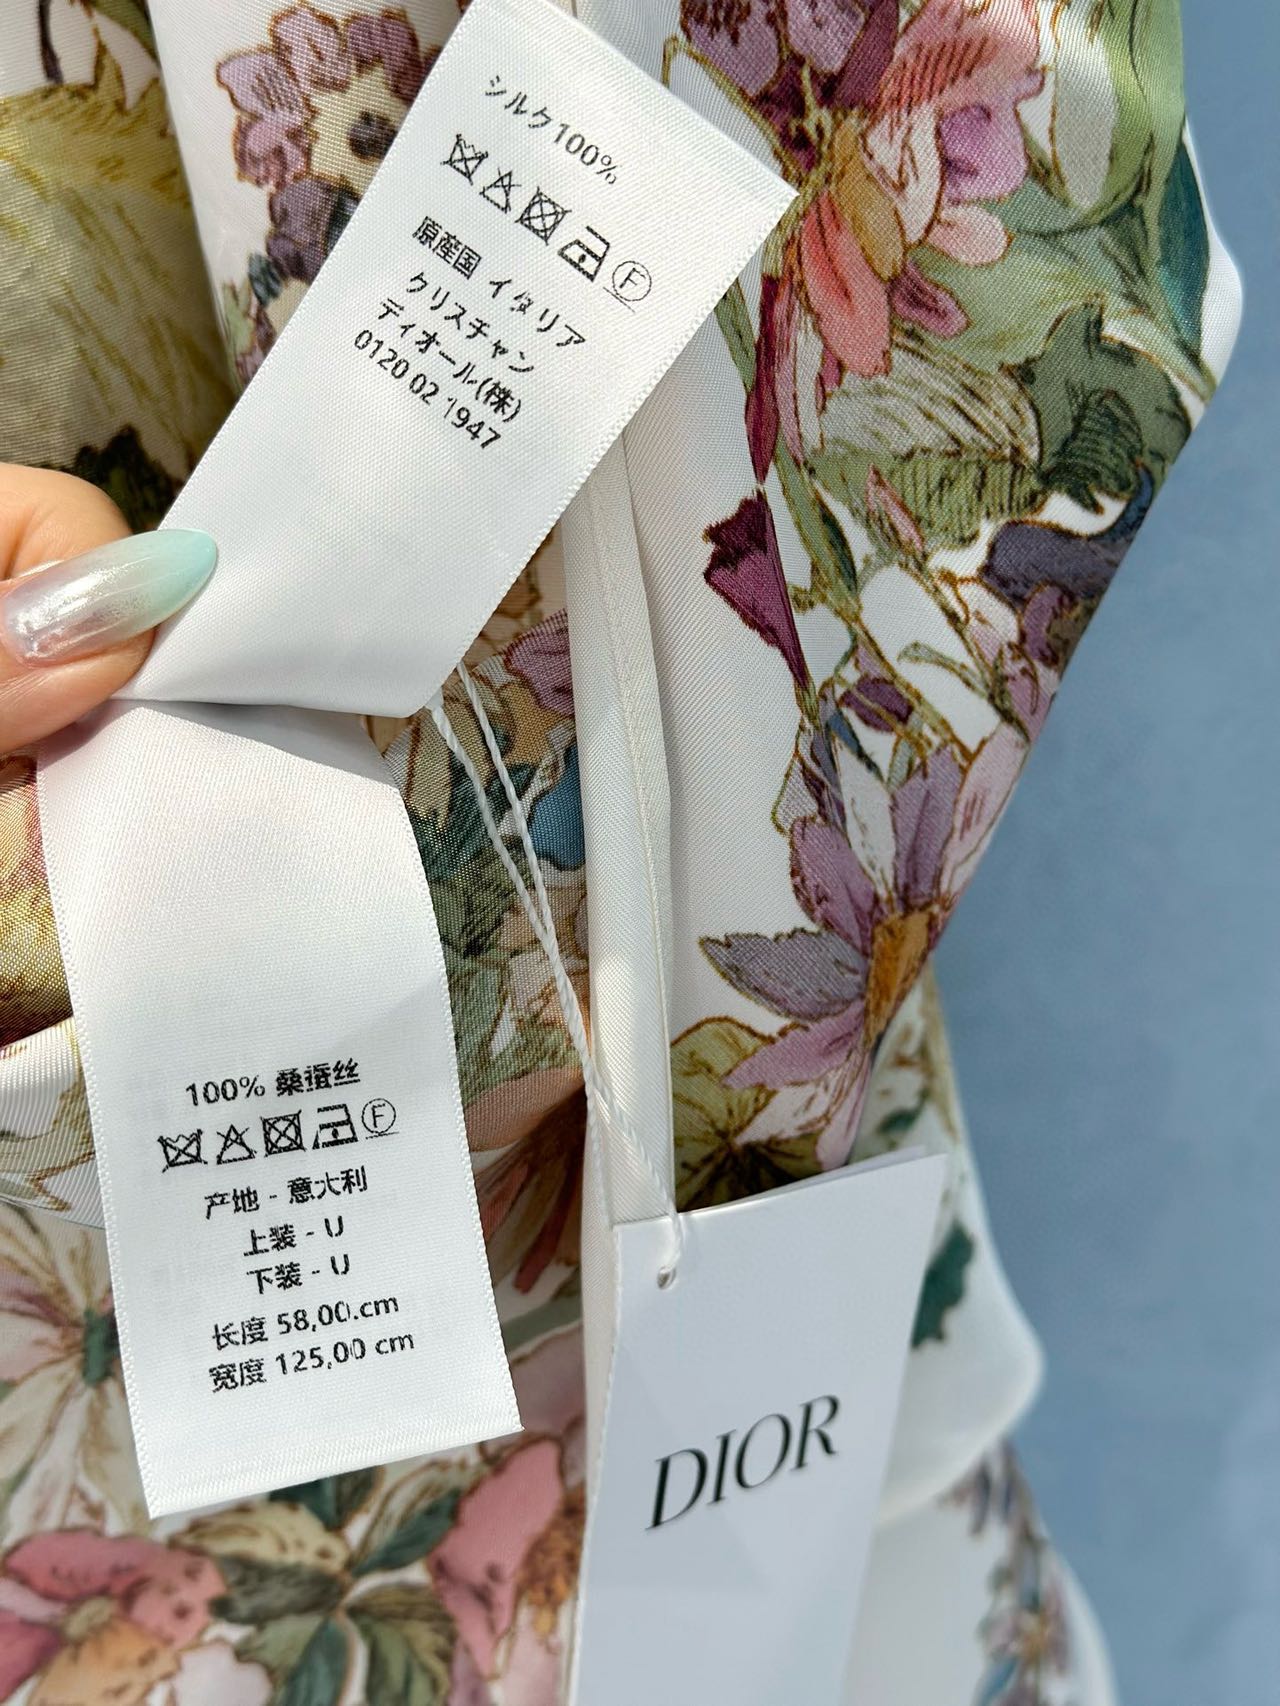 シルク100%
F
原産国 イタリア
クリスチャン
ディオール(株)
0120 02 1947
100% 桑蚕丝
F
产地 - 意大利
上装 - U
下装 - U
长度 58,00.cm
宽度 125,00 cm
DIOR